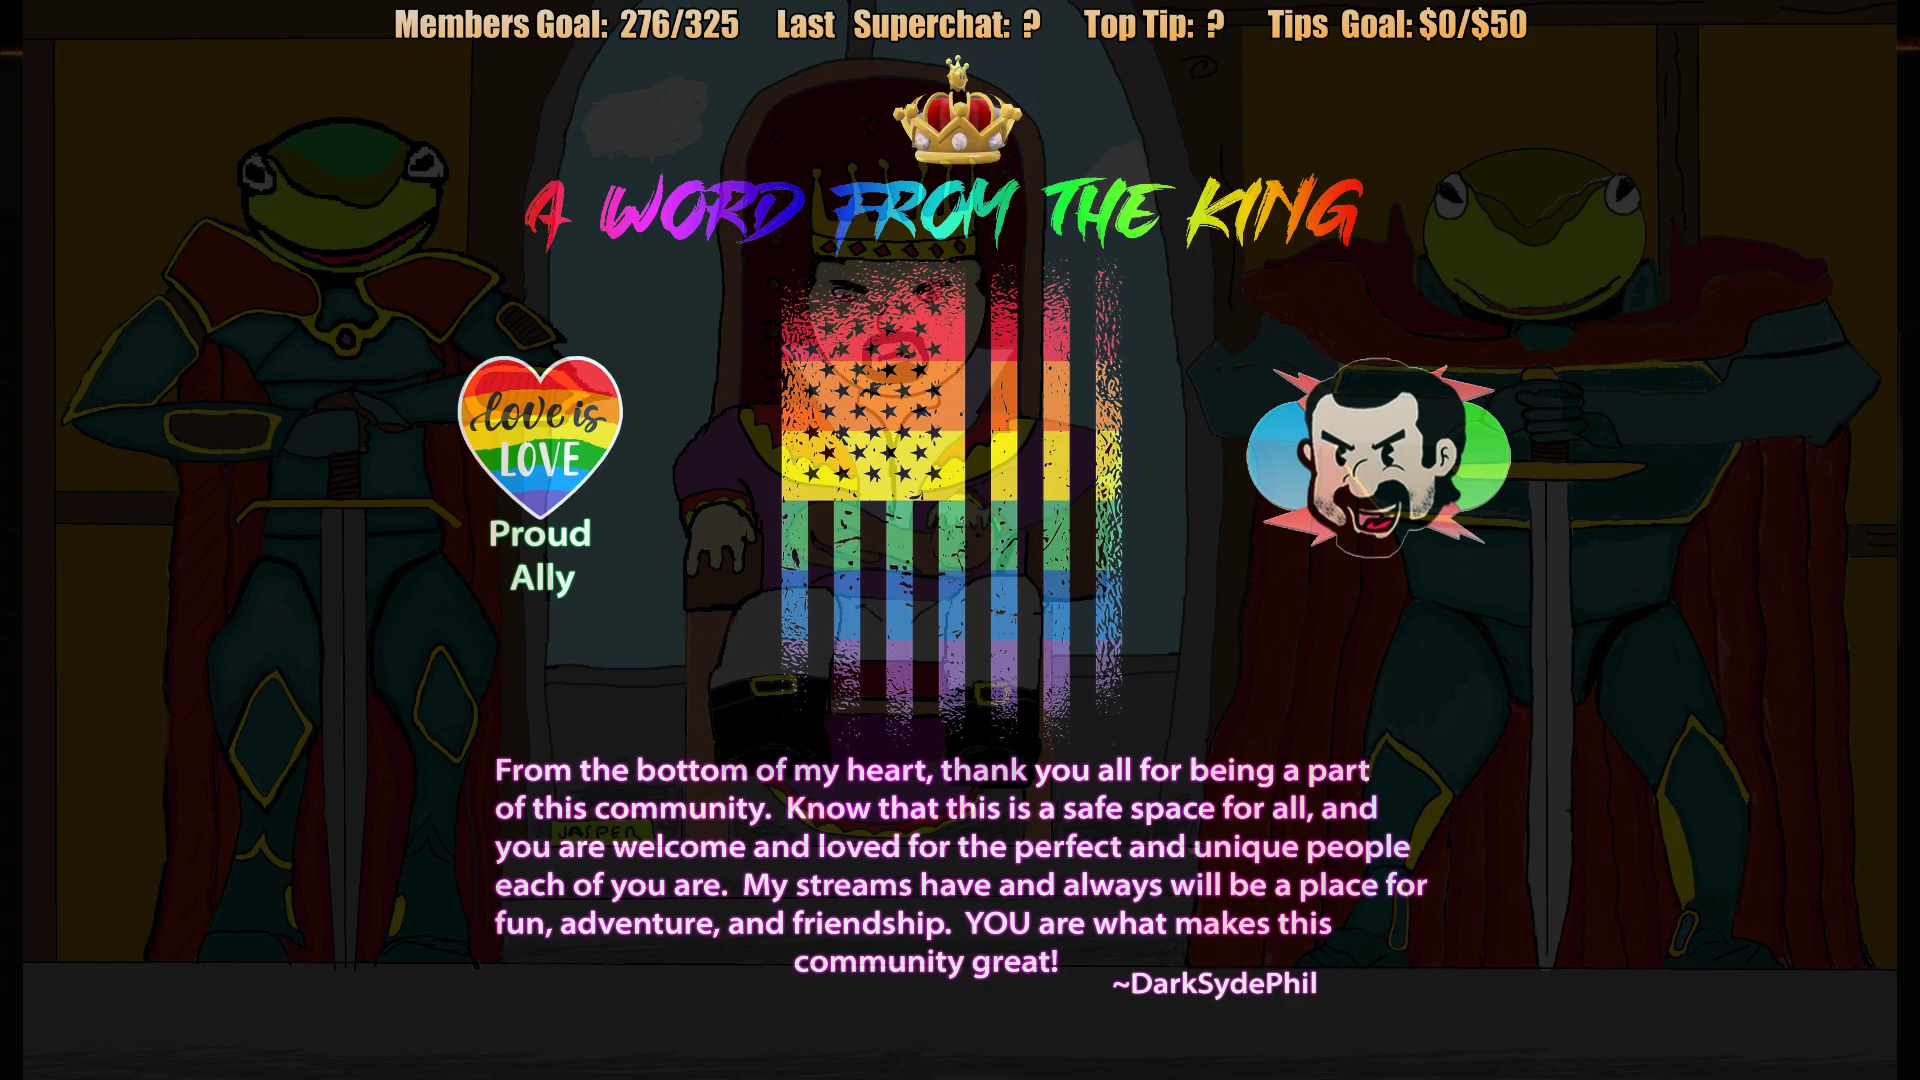 Members Goal: 276/325 Last Superchat: ? Top Tip: ? Tips Goal: $0/$50
A WORD FROM THE KING
Love is
LOVE
Proud
Ally
From the bottom of my heart, thank you all for being a part
of this community. Know that this is a safe space for all, and
you are welcome and loved for the perfect and unique people
each of you are. My streams have and always will be a place for
fun, adventure, and friendship. YOU are what makes this
community great!
~DarkSydePhil